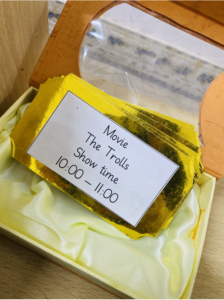 Movie
The Trolls
Show time
10:00 – 11:00